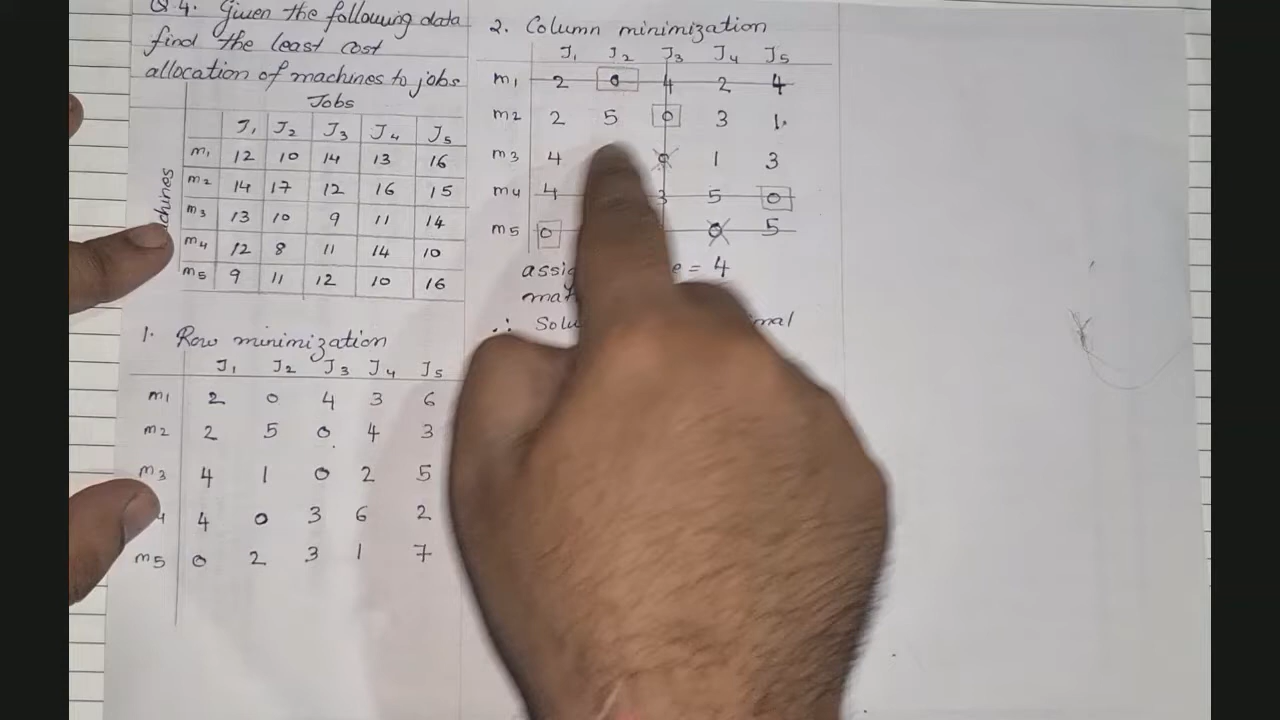 Q.4. Given the following data
find the least cost
allocation of machines to jobs
Jobs
J1 J2 J3 J4 J5
m1 12 10 14 13 16
m2 14 17 12 16 15
m3 13 10 9 11 14
m4 12 8 11 14 10
m5 9 11 12 10 16
1. Row minimization
J1 J2 J3 J4 J5
m1 2 0 4 3 6
m2 2 5 0 4 3
m3 4 1 0 2 5
4 0 3 6 2
m5 0 2 3 1 7
2. Column minimization
J1 J2 J3 J4 J5
m1 2 0 4 2 4
m2 2 5 0 3 1
m3 4 0 1 3
m4 4 3 5 0
m5 0 0 5
= 4
∴